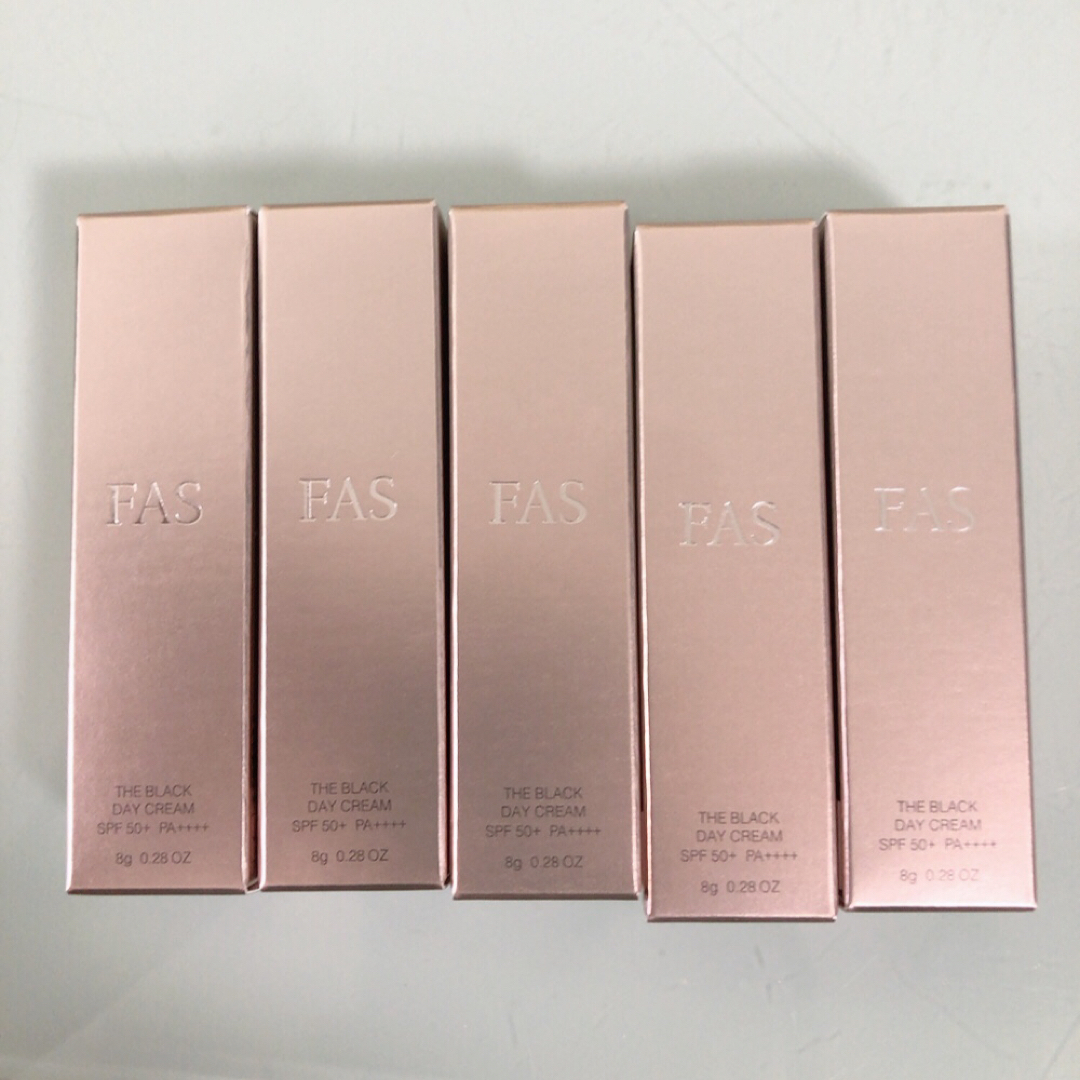 FAS
THE BLACK
DAY CREAM
SPF 50+ PA++++
8g 0.28 OZ
FAS
THE BLACK
DAY CREAM
SPF 50+ PA++++
8g 0.28 OZ
FAS
THE BLACK
DAY CREAM
SPF 50+ PA++++
8g 0.28 OZ
FAS
THE BLACK
DAY CREAM
SPF 50+ PA++++
8g 0.28 OZ
FAS
THE BLACK
DAY CREAM
SPF 50+ PA++++
8g 0.28 OZ